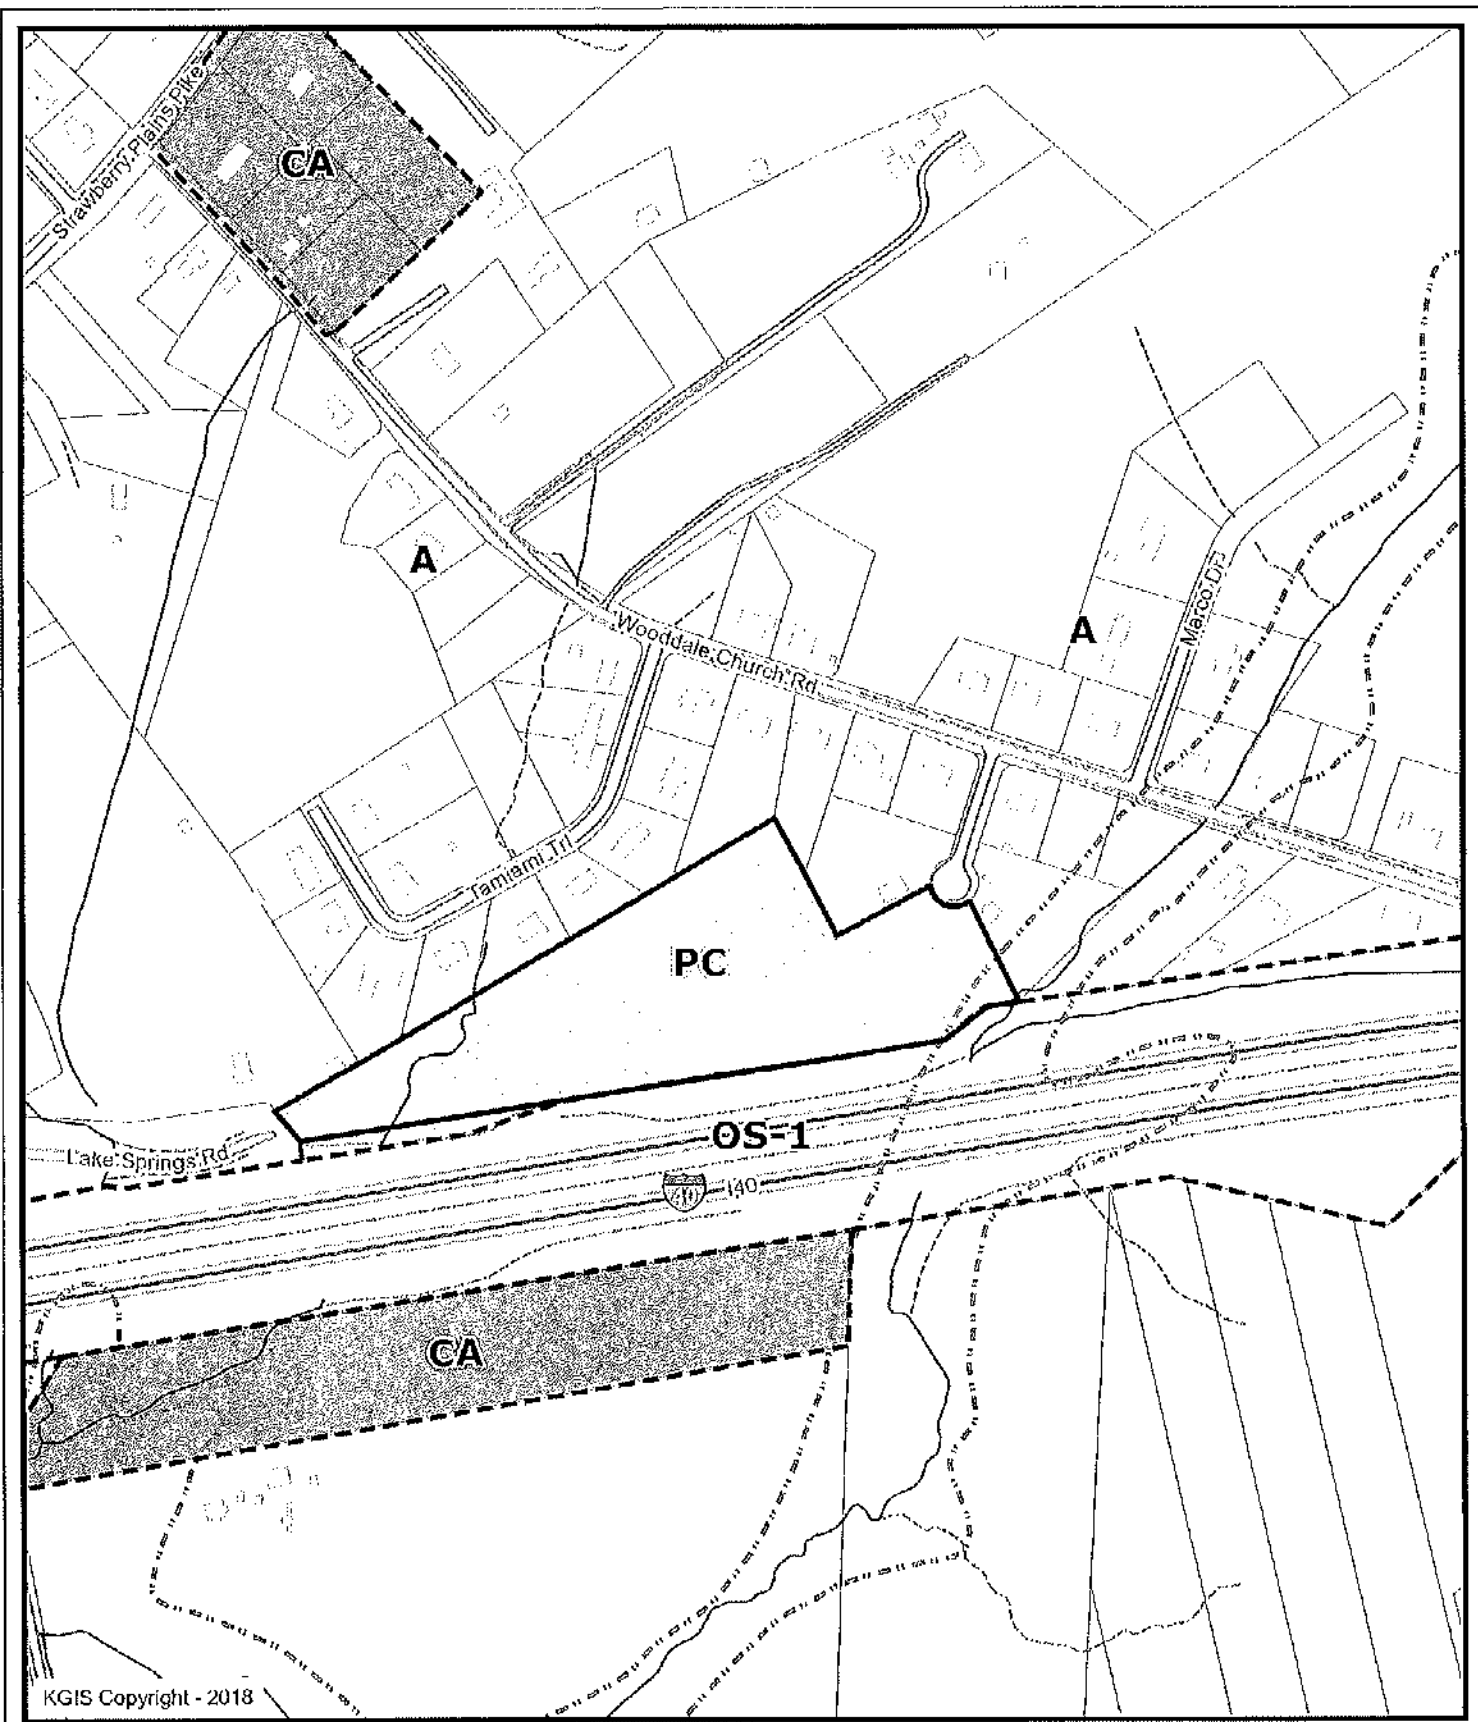 CA
Strawberry Plains Pike
A
Wooddale Church Rd
A
Marco Dr
Tamiami Trl
PC
Lake Springs Rd
OS-1
40
I40
CA
KGIS Copyright - 2018